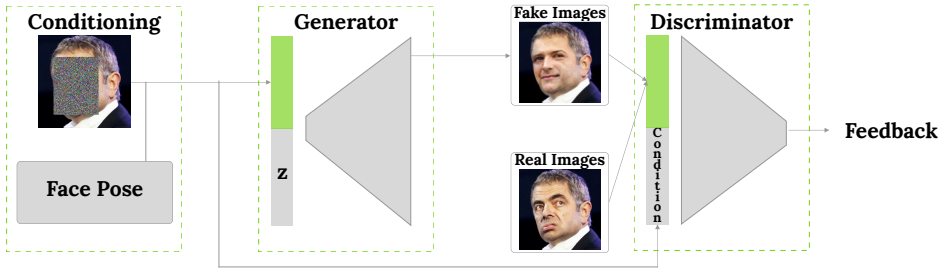 Conditioning
Face Pose
Generator
z
Fake Images
Real Images
Discriminator
Condition
Feedback